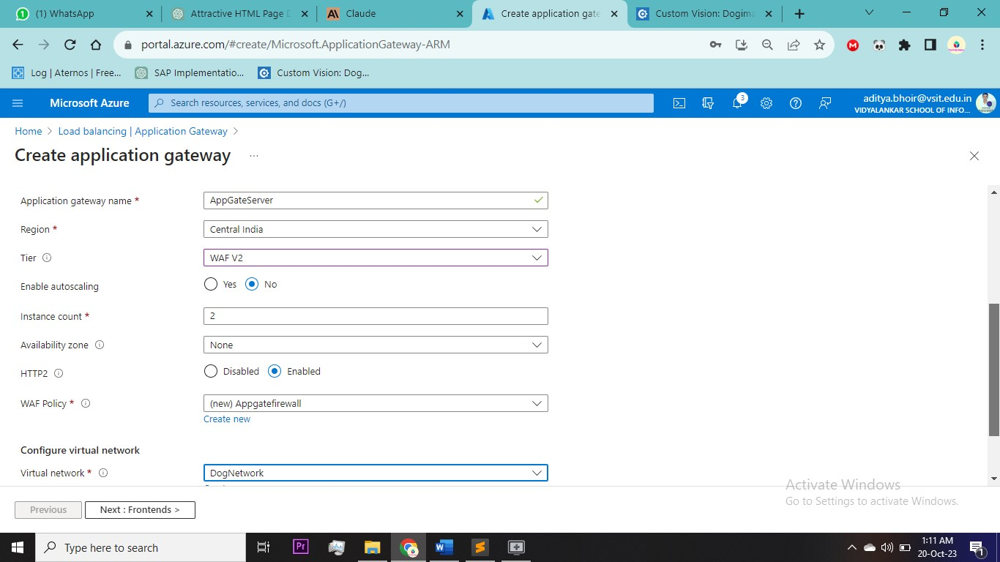 (1) WhatsApp
Attractive HTML Page D
Claude
Create application gate
Custom Vision: Dogima
portal.azure.com/#create/Microsoft.ApplicationGateway-ARM
Log | Aternos | Free...
SAP Implementatio...
Custom Vision: Dog...
Microsoft Azure
Search resources, services, and docs (G+/)
3
aditya.bhoir@vsit.edu.in
VIDYALANKAR SCHOOL OF INFO...
Home > Load balancing | Application Gateway >
Create application gateway ...
Application gateway name * AppGateServer
Region * Central India
Tier WAF V2
Enable autoscaling Yes No
Instance count * 2
Availability zone None
HTTP2 Disabled Enabled
WAF Policy * (new) Appgatefirewall
Create new
Configure virtual network
Virtual network * DogNetwork
Activate Windows
Go to Settings to activate Windows.
Previous
Next : Frontends >
Type here to search
Pr
1:11 AM
20-Oct-23
1